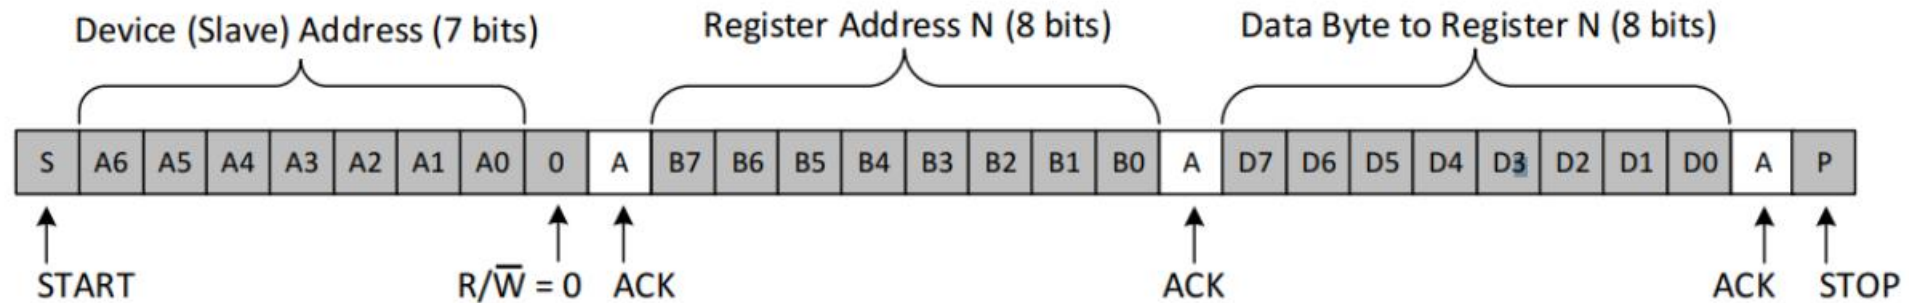 Device (Slave) Address (7 bits) Register Address N (8 bits) Data Byte to Register N (8 bits)
S A6 A5 A4 A3 A2 A1 A0 0 A B7 B6 B5 B4 B3 B2 B1 B0 A D7 D6 D5 D4 D3 D2 D1 D0 A P
START R/W̅ = 0 ACK ACK ACK STOP